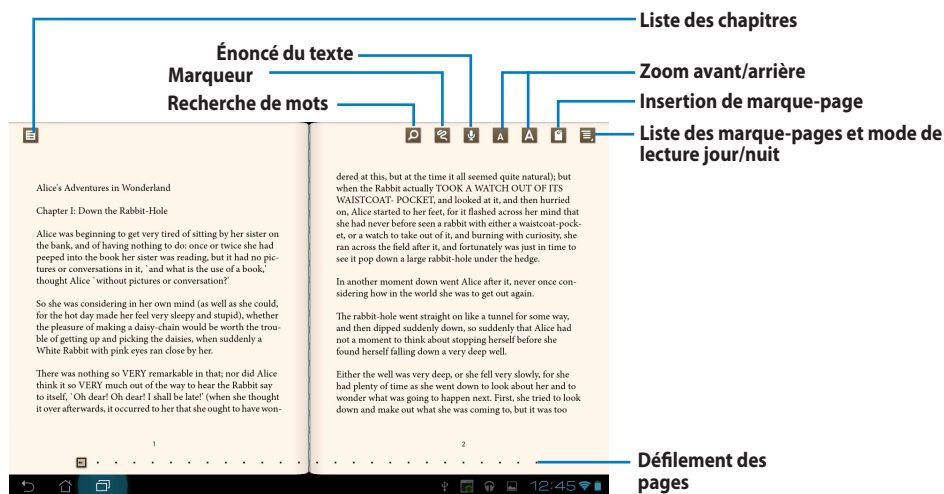 Liste des chapitres
Énoncé du texte
Marqueur
Zoom avant/arrière
Recherche de mots
Insertion de marque-page
Liste des marque-pages et mode de
lecture jour/nuit
A
A
Alice's Adventures in Wonderland
Chapter I: Down the Rabbit-Hole
Alice was beginning to get very tired of sitting by her sister on
the bank, and of having nothing to do: once or twice she had
peeped into the book her sister was reading, but it had no pic-
tures or conversations in it, `and what is the use of a book,'
thought Alice `without pictures or conversation?'
So she was considering in her own mind (as well as she could,
for the hot day made her feel very sleepy and stupid), whether
the pleasure of making a daisy-chain would be worth the trou-
ble of getting up and picking the daisies, when suddenly a
White Rabbit with pink eyes ran close by her.
There was nothing so VERY remarkable in that; nor did Alice
think it so VERY much out of the way to hear the Rabbit say
to itself, `Oh dear! Oh dear! I shall be late!' (when she thought
it over afterwards, it occurred to her that she ought to have won-
1
dered at this, but at the time it all seemed quite natural); but
when the Rabbit actually TOOK A WATCH OUT OF ITS
WAISTCOAT- POCKET, and looked at it, and then hurried
on, Alice started to her feet, for it flashed across her mind that
she had never before seen a rabbit with either a waistcoat-pock-
et, or a watch to take out of it, and burning with curiosity, she
ran across the field after it, and fortunately was just in time to
see it pop down a large rabbit-hole under the hedge.
In another moment down went Alice after it, never once con-
sidering how in the world she was to get out again.
The rabbit-hole went straight on like a tunnel for some way,
and then dipped suddenly down, so suddenly that Alice had
not a moment to think about stopping herself before she
found herself falling down a very deep well.
Either the well was very deep, or she fell very slowly, for she
had plenty of time as she went down to look about her and to
wonder what was going to happen next. First, she tried to look
down and make out what she was coming to, but it was too
2
Défilement des
pages
12:45